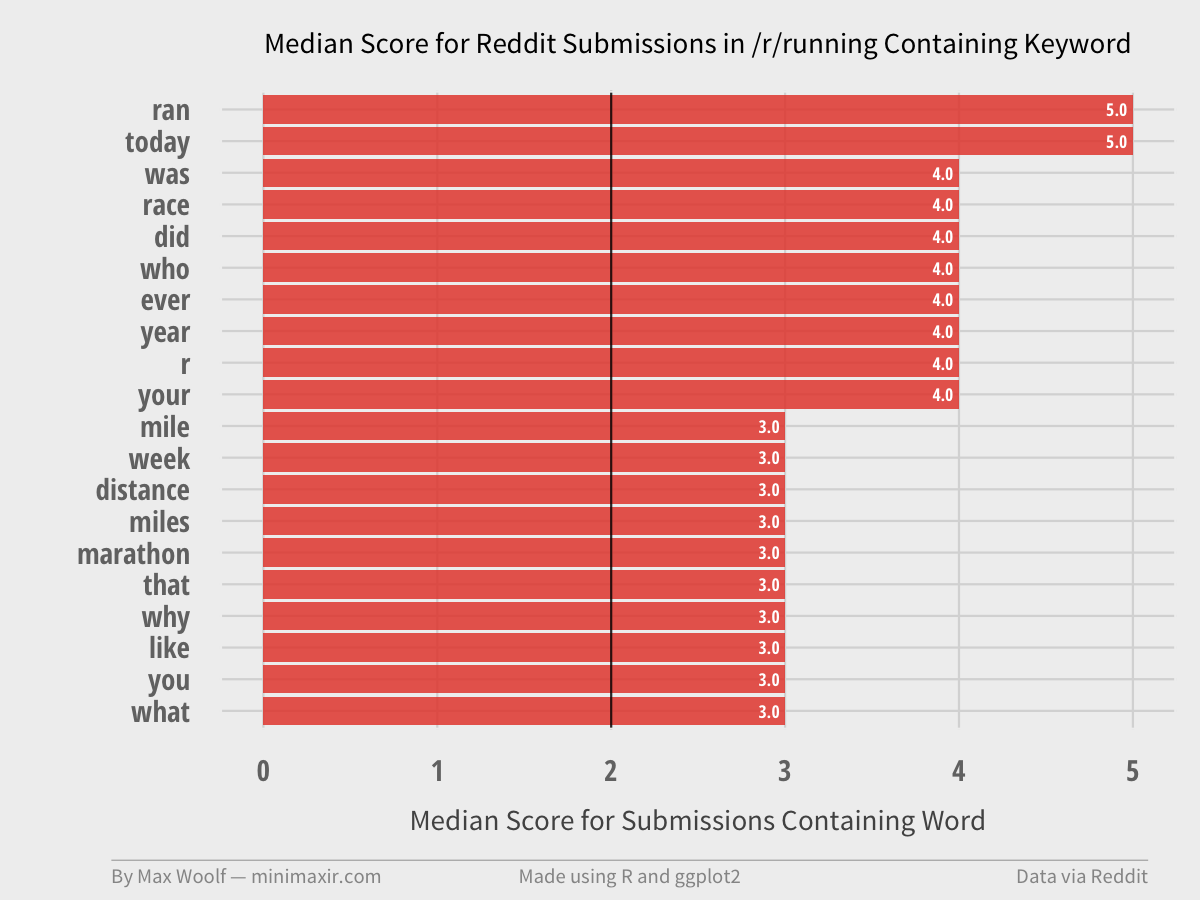 Median Score for Reddit Submissions in /r/running Containing Keyword
ran 5.0
today 5.0
was 4.0
race 4.0
did 4.0
who 4.0
ever 4.0
year 4.0
r 4.0
your 4.0
mile 3.0
week 3.0
distance 3.0
miles 3.0
marathon 3.0
that 3.0
why 3.0
like 3.0
you 3.0
what 3.0
0 1 2 3 4 5
Median Score for Submissions Containing Word
By Max Woolf — minimaxir.com Made using R and ggplot2 Data via Reddit